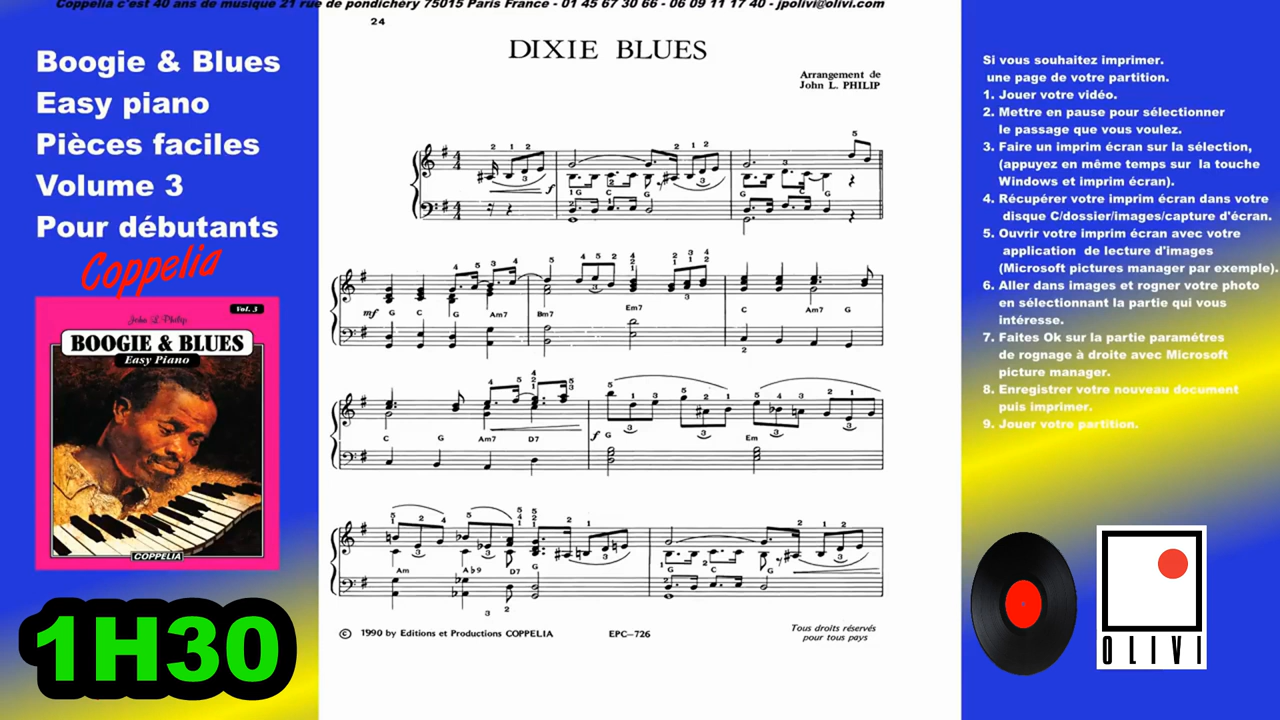 Coppelia c'est 40 ans de musique 21 rue de pondichéry 75015 Paris France - 01 45 67 30 66 - 06 09 11 17 40 - jpolivi@olivi.com
Boogie & Blues
Easy piano
Pièces faciles
Volume 3
Pour débutants
Coppelia
Vol. 3
John L. Philip
BOOGIE & BLUES
Easy Piano
COPPELIA
1H30
24
DIXIE BLUES
Arrangement de
John L. PHILIP
f
G C G G C G
mf G C G Am7 Bm7 Em7 C Am7 G
C G Am7 D7 f G Em
Am A♭9 D7 G G C G G
© 1990 by Editions et Productions COPPELIA EPC—726
Tous droits réservés
pour tous pays
Si vous souhaitez imprimer.
une page de votre partition.
1. Jouer votre vidéo.
2. Mettre en pause pour sélectionner
le passage que vous voulez.
3. Faire un imprim écran sur la sélection,
(appuyez en même temps sur la touche
Windows et imprim écran).
4. Récupérer votre imprim écran dans votre
disque C/dossier/images/capture d'écran.
5. Ouvrir votre imprim écran avec votre
application de lecture d'images
(Microsoft pictures manager par exemple).
6. Aller dans images et rogner votre photo
en sélectionnant la partie qui vous
intéresse.
7. Faites Ok sur la partie paramétres
de rognage à droite avec Microsoft
picture manager.
8. Enregistrer votre nouveau document
puis imprimer.
9. Jouer votre partition.
OLIVI